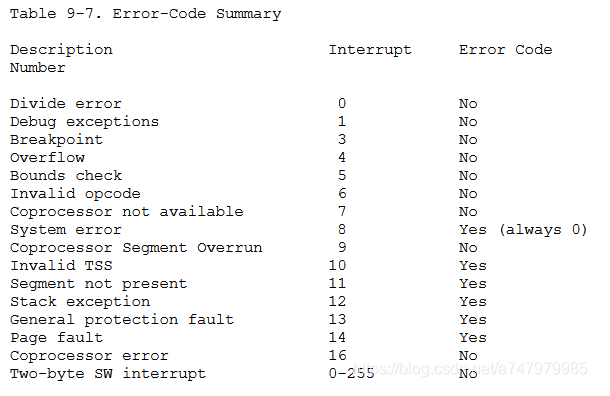 Table 9-7. Error-Code Summary
Description Interrupt Error Code
Number
Divide error 0 No
Debug exceptions 1 No
Breakpoint 3 No
Overflow 4 No
Bounds check 5 No
Invalid opcode 6 No
Coprocessor not available 7 No
System error 8 Yes (always 0)
Coprocessor Segment Overrun 9 No
Invalid TSS 10 Yes
Segment not present 11 Yes
Stack exception 12 Yes
General protection fault 13 Yes
Page fault 14 Yes
Coprocessor error 16 No
Two-byte SW interrupt 0-255 No
https://blog.csdn.net/a747979985